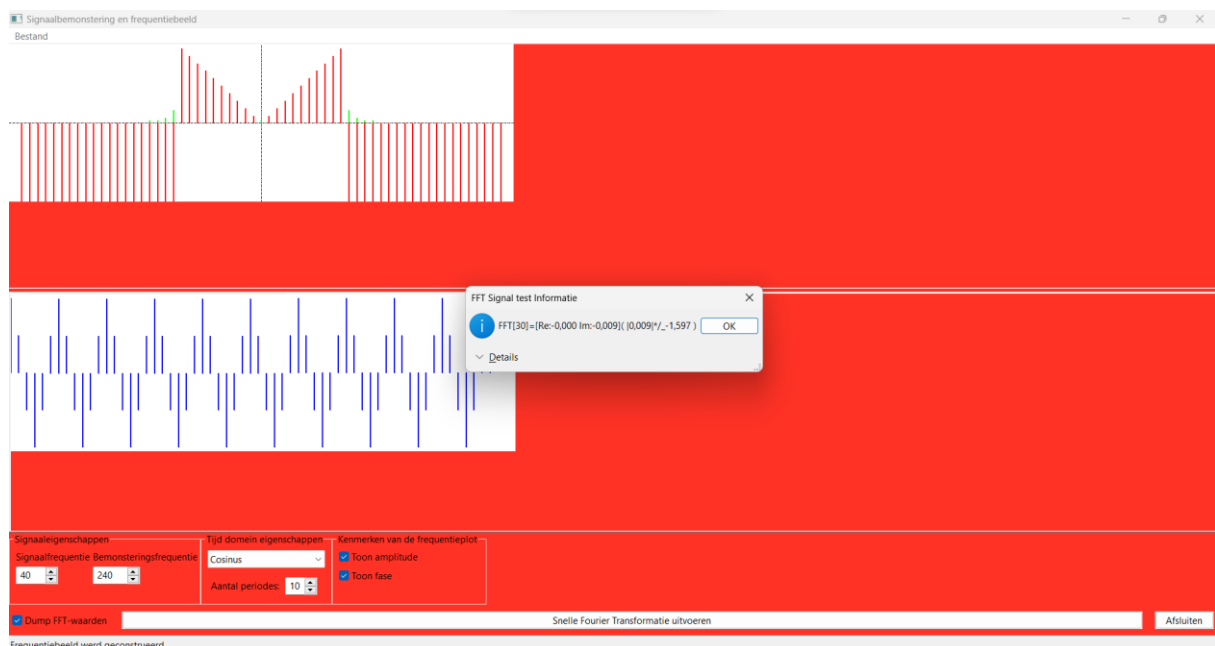 Signaalbemonstering en frequentiebeeld
Bestand
FFT Signal test Informatie
FFT[30]=[Re:-0,000 Im:-0,009]( |0,009|*/_-1,597 )
OK
Details
Signaaleigenschappen
Tijd domein eigenschappen
Kenmerken van de frequentieplot
Signaalfrequentie Bemonsteringsfrequentie
Cosinus
Toon amplitude
40
240
Toon fase
Aantal periodes:
10
Dump FFT-waarden
Snelle Fourier Transformatie uitvoeren
Afsluiten
Frequentiebeeld werd geconstrueerd